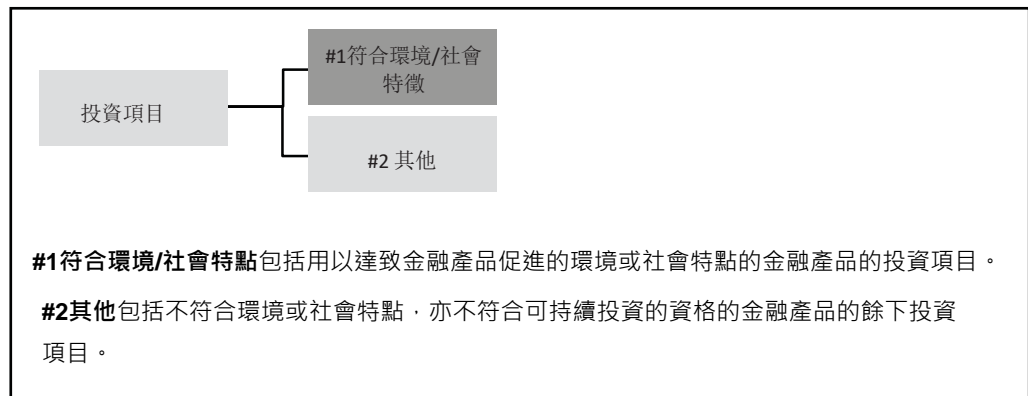 #1符合環境/社會
特徵
投資項目
#2 其他
#1符合環境/社會特點包括用以達致金融產品促進的環境或社會特點的金融產品的投資項目。
#2其他包括不符合環境或社會特點，亦不符合可持續投資的資格的金融產品的餘下投資
項目。